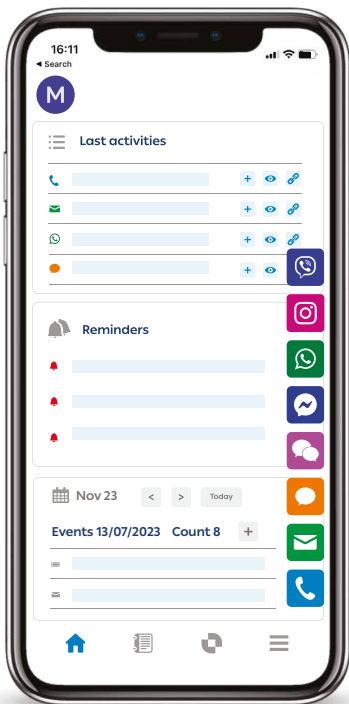 16:11
◀ Search
M
Last activities
Reminders
Nov 23 < > Today
Events 13/07/2023 Count 8 +